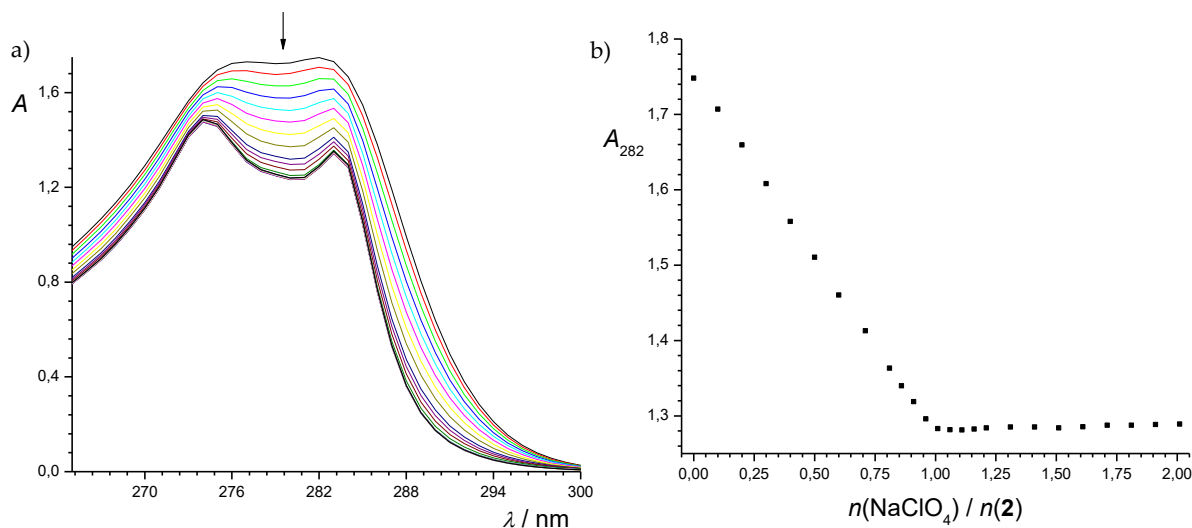 a)
A
1,6
1,2
0,8
0,4
0,0
270 276 282 288 294 300
λ / nm
b)
A282
1,8
1,7
1,6
1,5
1,4
1,3
0,00 0,25 0,50 0,75 1,00 1,25 1,50 1,75 2,00
n(NaClO4) / n(2)